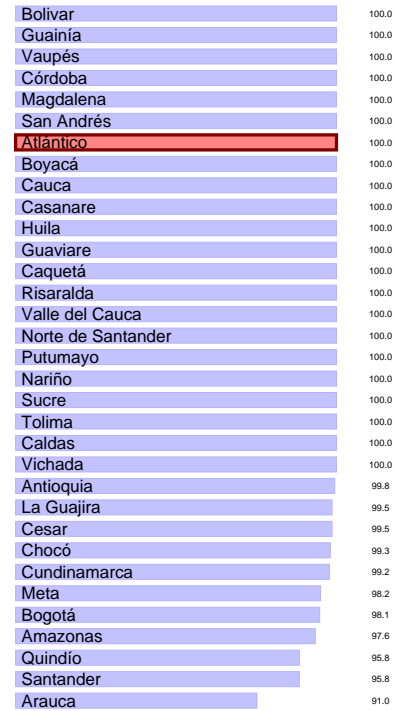 Bolivar 100.0
Guainía 100.0
Vaupés 100.0
Córdoba 100.0
Magdalena 100.0
San Andrés 100.0
Atlántico 100.0
Boyacá 100.0
Cauca 100.0
Casanare 100.0
Huila 100.0
Guaviare 100.0
Caquetá 100.0
Risaralda 100.0
Valle del Cauca 100.0
Norte de Santander 100.0
Putumayo 100.0
Nariño 100.0
Sucre 100.0
Tolima 100.0
Caldas 100.0
Vichada 100.0
Antioquia 99.8
La Guajira 99.5
Cesar 99.5
Chocó 99.3
Cundinamarca 99.2
Meta 98.2
Bogotá 98.1
Amazonas 97.6
Quindío 95.8
Santander 95.8
Arauca 91.0